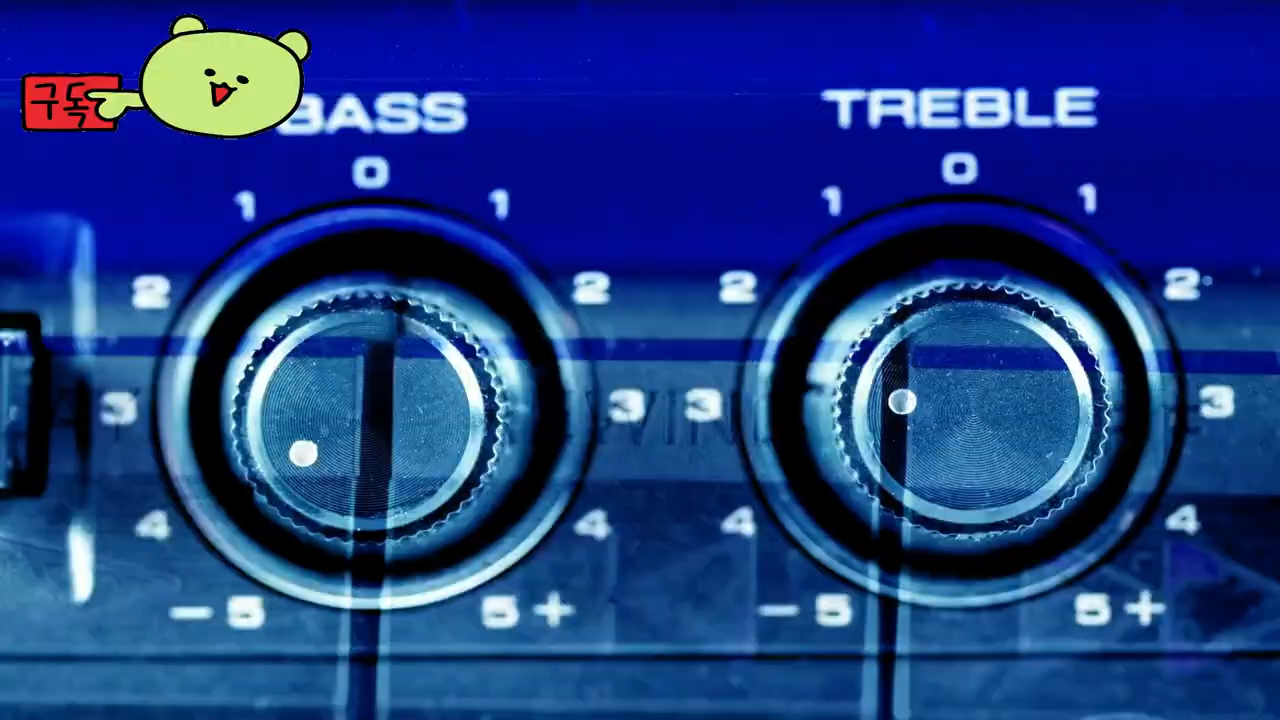 구독
BASS TREBLE
0 0
1 1 1 1
2 2 2 2
3 3 3 3
4 4 4 4
− 5 5 + − 5 5 +